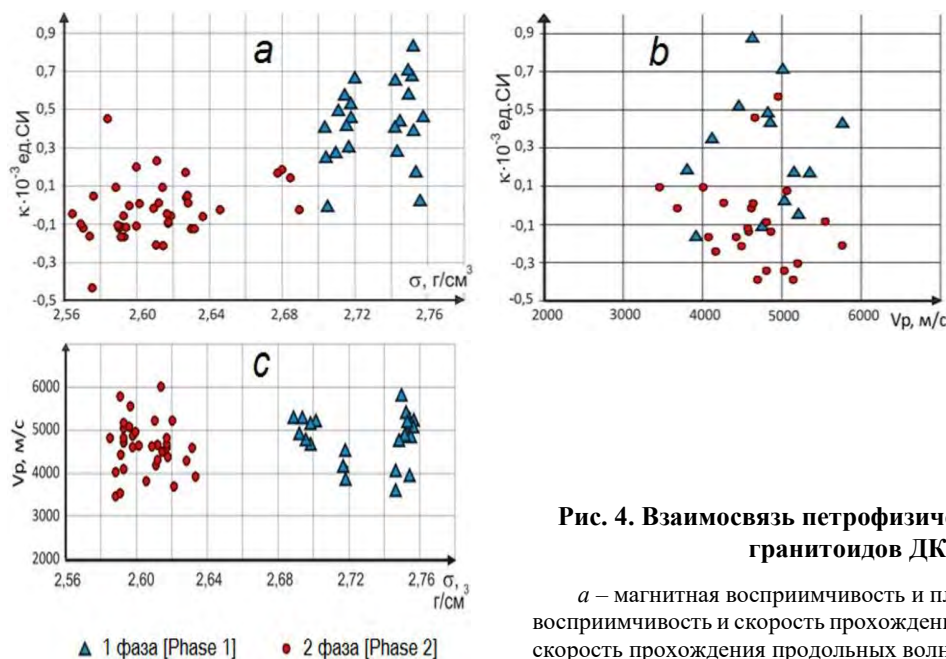 a
κ·10⁻³ ед.СИ
0,9
0,7
0,5
0,3
0,1
-0,1
-0,3
-0,5
σ, г/см³
2,56 2,60 2,64 2,68 2,72 2,76
b
κ·10⁻³ ед.СИ
0,9
0,7
0,5
0,3
0,1
-0,1
-0,3
-0,5
2000 3000 4000 5000 6000 Vp, м/с
c
Vp, м/с
6000
5000
4000
3000
2000
2,56 2,60 2,64 2,68 2,72 2,76 σ, г/см³
1 фаза [Phase 1] 2 фаза [Phase 2]
Рис. 4. Взаимосвязь петрофизиче
гранитоидов ДК
а – магнитная восприимчивость и пл
восприимчивость и скорость прохождени
скорость прохождения продольных волн